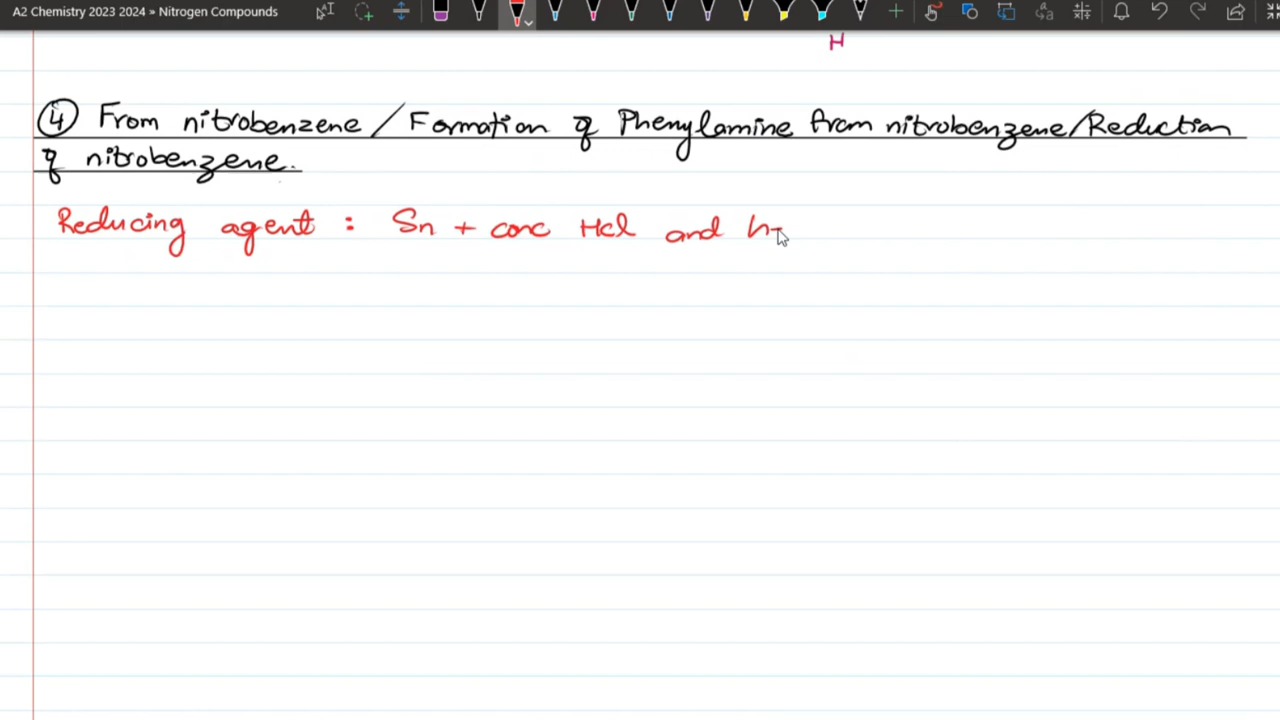 A2 Chemistry 2023 2024 » Nitrogen Compounds
H
④ From nitrobenzene / Formation of Phenylamine from nitrobenzene/Reduction
of nitrobenzene.
Reducing agent : Sn + conc Hcl and